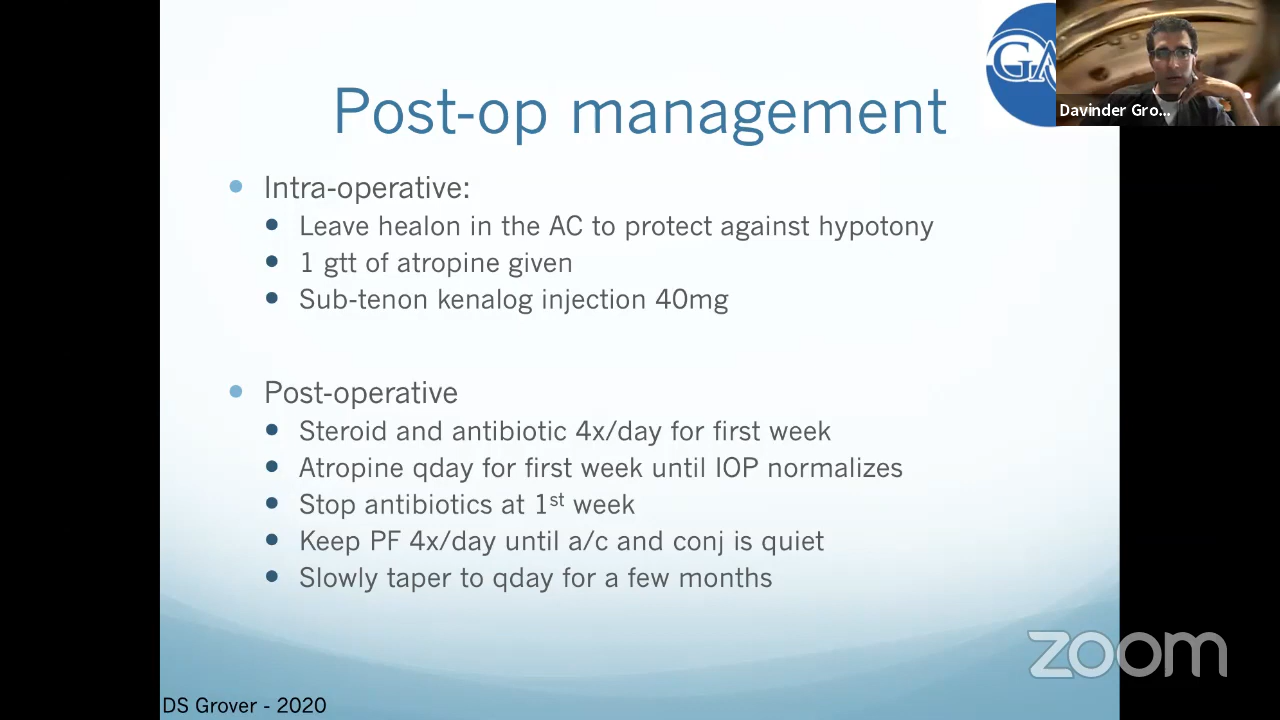 GA
Davinder Gro...
Post-op management
Intra-operative:
Leave healon in the AC to protect against hypotony
1 gtt of atropine given
Sub-tenon kenalog injection 40mg
Post-operative
Steroid and antibiotic 4x/day for first week
Atropine qday for first week until IOP normalizes
Stop antibiotics at 1st week
Keep PF 4x/day until a/c and conj is quiet
Slowly taper to qday for a few months
zoom
DS Grover - 2020